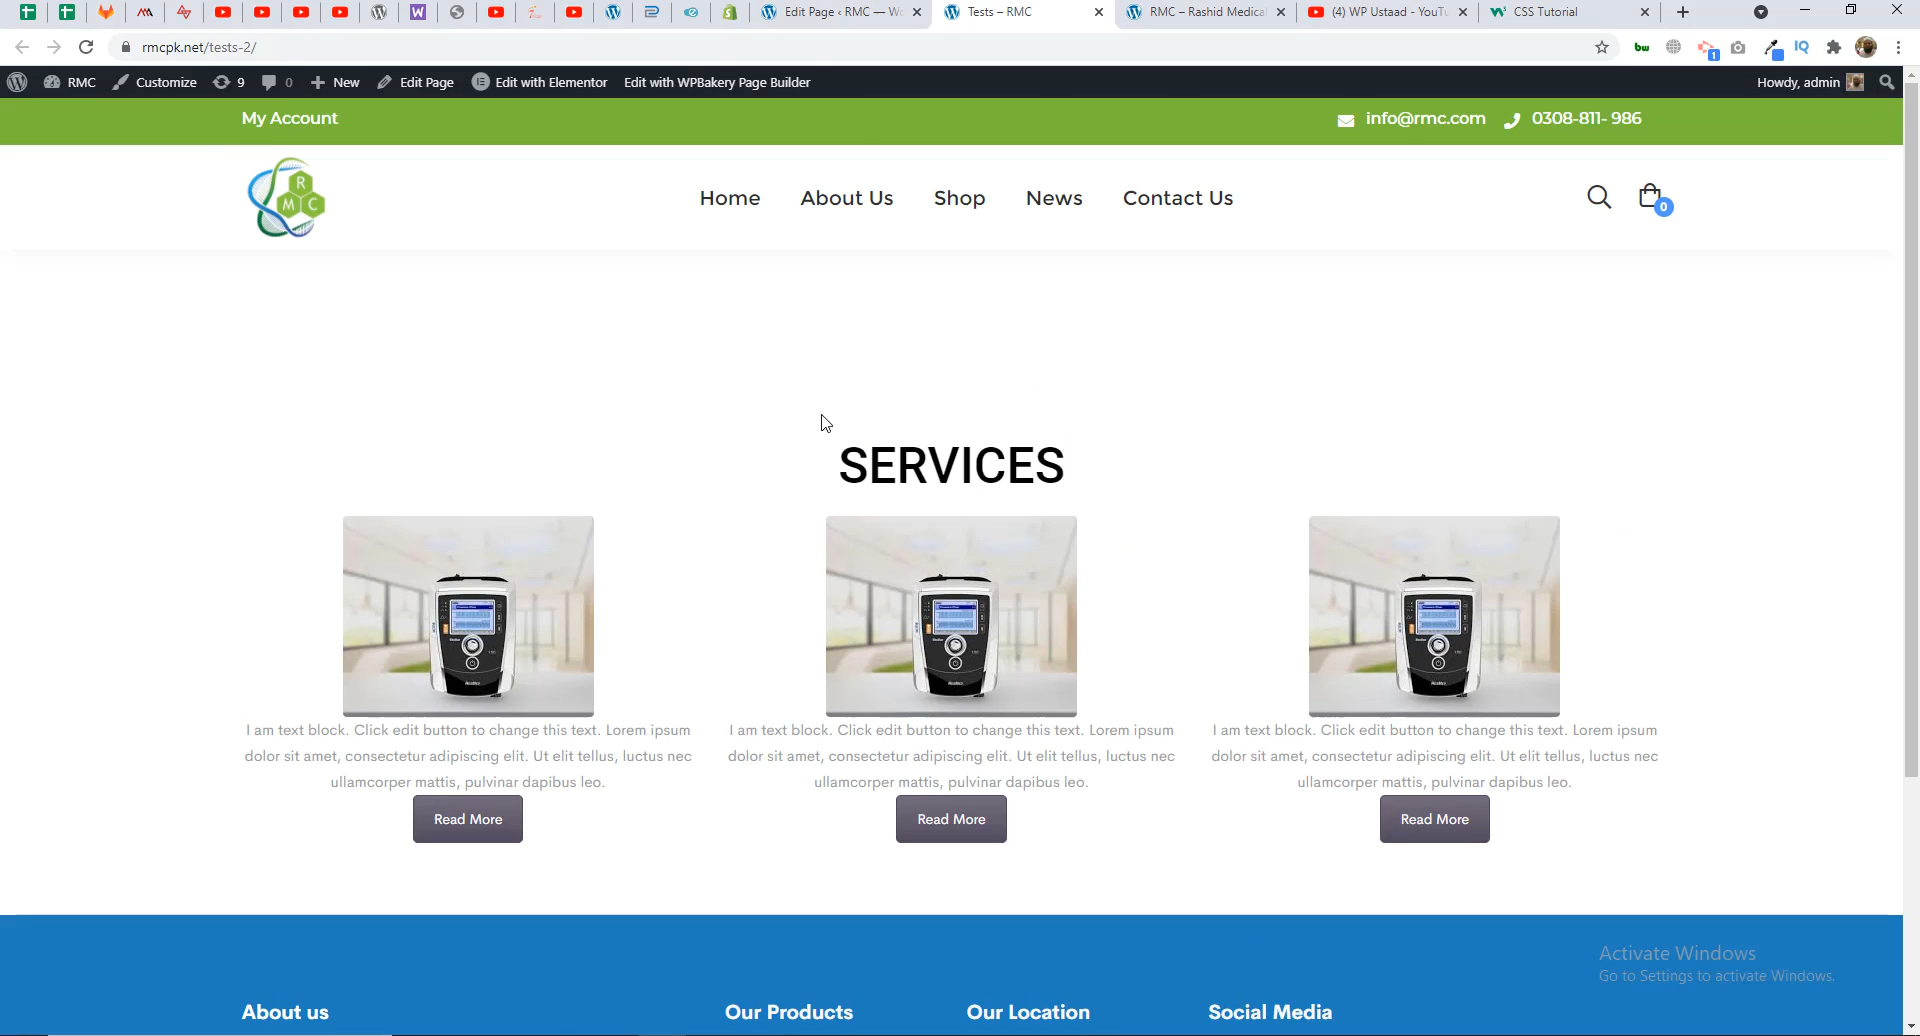 Edit Page ‹ RMC — Wo
Tests – RMC
RMC – Rashid Medical
(4) WP Ustaad - YouTu
CSS Tutorial
rmcpk.net/tests-2/
1
IQ
RMC
Customize
9
0
New
Edit Page
Edit with Elementor
Edit with WPBakery Page Builder
Howdy, admin
My Account
info@rmc.com
0308-811- 986
R
M C
Home
About Us
Shop
News
Contact Us
0
SERVICES
I am text block. Click edit button to change this text. Lorem ipsum
dolor sit amet, consectetur adipiscing elit. Ut elit tellus, luctus nec
ullamcorper mattis, pulvinar dapibus leo.
Read More
I am text block. Click edit button to change this text. Lorem ipsum
dolor sit amet, consectetur adipiscing elit. Ut elit tellus, luctus nec
ullamcorper mattis, pulvinar dapibus leo.
Read More
I am text block. Click edit button to change this text. Lorem ipsum
dolor sit amet, consectetur adipiscing elit. Ut elit tellus, luctus nec
ullamcorper mattis, pulvinar dapibus leo.
Read More
Activate Windows
Go to Settings to activate Windows.
About us
Our Products
Our Location
Social Media